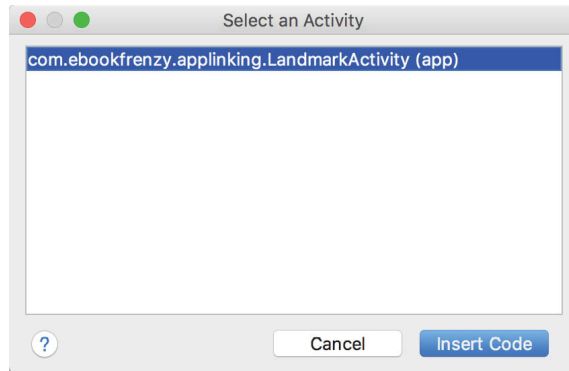 Select an Activity
com.ebookfrenzy.applinking.LandmarkActivity (app)
?
Cancel
Insert Code